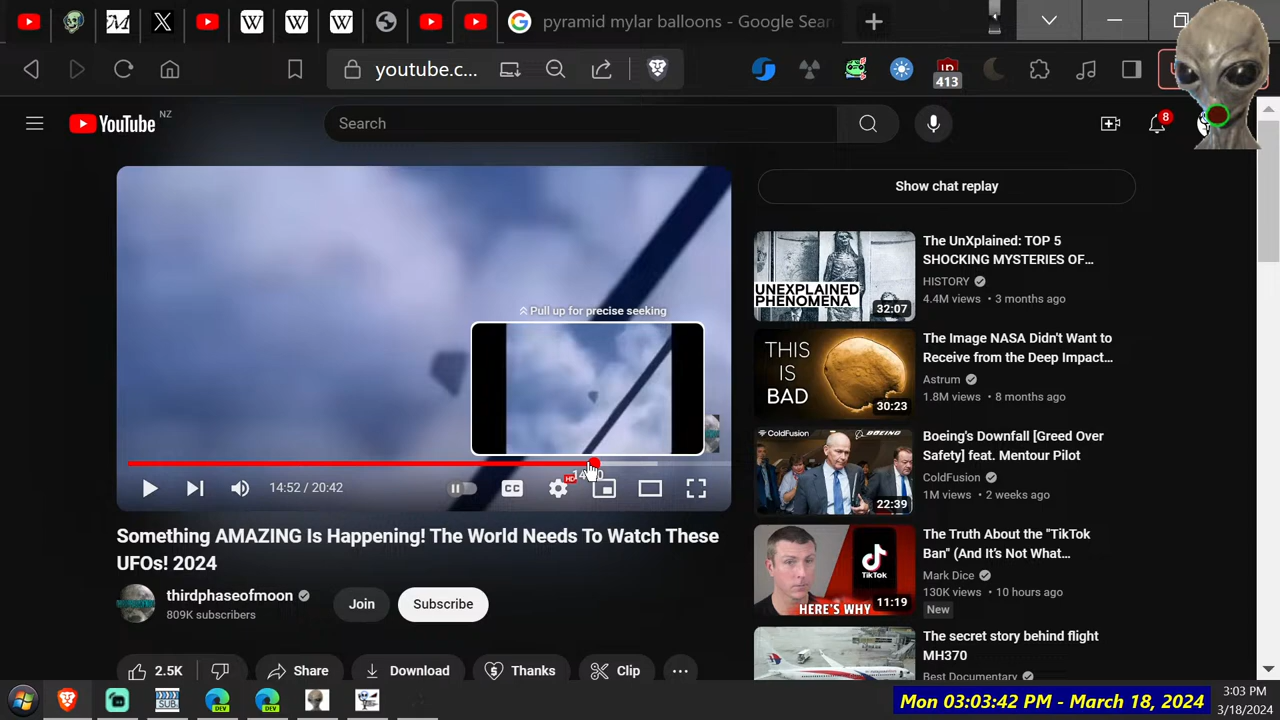 pyramid mylar balloons - Google Sear
youtube.c...
413
YouTube NZ
Search
8
Show chat replay
Pull up for precise seeking
14:52 / 20:42
CC
HD
Something AMAZING Is Happening! The World Needs To Watch These
UFOs! 2024
thirdphaseofmoon
809K subscribers
Join
Subscribe
2.5K
Share
Download
Thanks
Clip
UNEXPLAINED
PHENOMENA
32:07
The UnXplained: TOP 5
SHOCKING MYSTERIES OF...
HISTORY
4.4M views • 3 months ago
THIS
IS
BAD
30:23
The Image NASA Didn't Want to
Receive from the Deep Impact...
Astrum
1.8M views • 8 months ago
ColdFusion
BOEING
22:39
Boeing's Downfall [Greed Over
Safety] feat. Mentour Pilot
ColdFusion
1M views • 2 weeks ago
TikTok
HERE'S WHY
11:19
The Truth About the "TikTok
Ban" (And It's Not What...
Mark Dice
130K views • 10 hours ago
New
The secret story behind flight
MH370
Best Documentary
SUB
DEV
DEV
Mon 03:03:42 PM - March 18, 2024
3:03 PM
3/18/2024